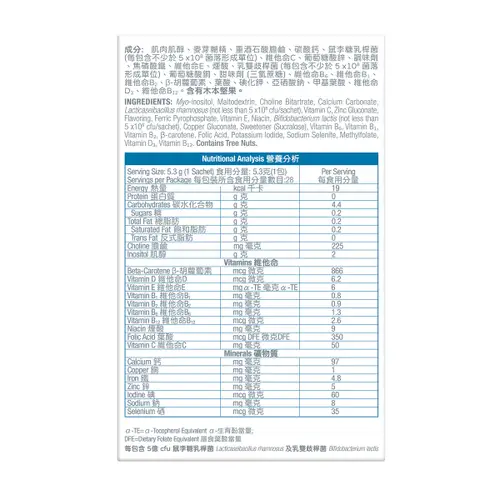 成分: 肌肉肌醇、麥芽糊精、重酒石酸膽鹼、碳酸鈣、鼠李糖乳桿菌
(每包含不少於 5 x10⁸ 菌落形成單位)、維他命C、葡萄糖酸鋅、調味劑
、焦磷酸鐵、維他命E、煙酸、乳雙歧桿菌 (每包含不少於 5 x10⁸ 菌落
形成單位)、葡萄糖酸銅、甜味劑 (三氯蔗糖)、維他命B₆、維他命B₁、
維他命B₂、β-胡蘿蔔素、葉酸、碘化鉀、亞硒酸鈉、甲基葉酸、維他命
D₃、維他命B₁₂。含有木本堅果。
INGREDIENTS: Myo-inositol, Maltodextrin, Choline Bitartrate, Calcium Carbonate,
Lacticaseibacillus rhamnosus (not less than 5 x10⁸ cfu/sachet), Vitamin C, Zinc Gluconate,
Flavoring, Ferric Pyrophosphate, Vitamin E, Niacin, Bifidobacterium lactis (not less than
5 x10⁸ cfu/sachet), Copper Gluconate, Sweetener (Sucralose), Vitamin B₆, Vitamin B₁,
Vitamin B₂, β-carotene, Folic Acid, Potassium Iodide, Sodium Selenite, Methylfolate,
Vitamin D₃, Vitamin B₁₂. Contains Tree Nuts.
Nutritional Analysis 營養分析
Serving Size: 5.3 g (1 Sachet) 食用分量: 5.3克(1包) Per Serving
Servings per Package 每包裝所含食用分量數目:28 每食用分量
Energy 熱量 kcal 千卡 19
Protein 蛋白質 g 克 0
Carbohydrates 碳水化合物 g 克 4.4
Sugars 糖 g 克 0.2
Total Fat 總脂肪 g 克 0.2
Saturated Fat 飽和脂肪 g 克 0.2
Trans Fat 反式脂肪 g 克 0
Choline 膽鹼 mg 毫克 225
Inositol 肌醇 g 克 2
Vitamins 維他命
Beta-Carotene β-胡蘿蔔素 mcg 微克 866
Vitamin D 維他命D mcg 微克 6.2
Vitamin E 維他命E mg α-TE 毫克 α-TE 6
Vitamin B₁ 維他命B₁ mg 毫克 0.8
Vitamin B₂ 維他命B₂ mg 毫克 0.9
Vitamin B₆ 維他命B₆ mg 毫克 1.3
Vitamin B₁₂ 維他命B₁₂ mcg 微克 2.6
Niacin 煙酸 mg 毫克 9
Folic Acid 葉酸 mcg DFE 微克DFE 350
Vitamin C 維他命C mg 毫克 50
Minerals 礦物質
Calcium 鈣 mg 毫克 97
Copper 銅 mg 毫克 1
Iron 鐵 mg 毫克 4.8
Zinc 鋅 mg 毫克 5
Iodine 碘 mcg 微克 60
Sodium 鈉 mg 毫克 8
Selenium 硒 mcg 微克 35
α-TE= α-Tocopherol Equivalent α-生育酚當量;
DFE=Dietary Folate Equivalent 膳食葉酸當量
每包含 5億 cfu 鼠李糖乳桿菌 Lacticaseibacillus rhamnosus 及乳雙歧桿菌 Bifidobacterium lactis